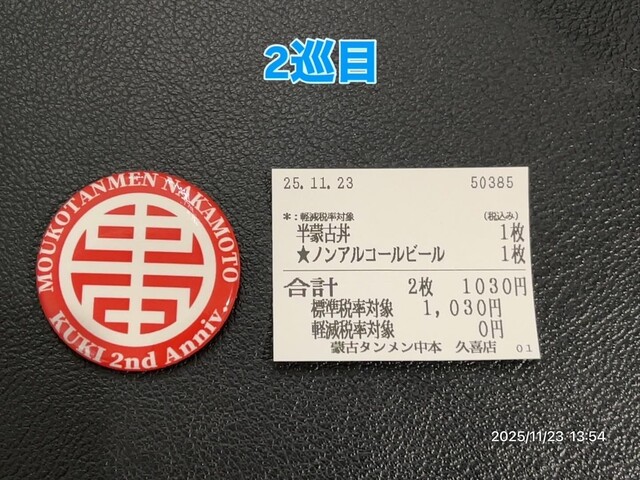 2巡目
MOUKOTANMEN NAKAMOTO
KUKI 2nd Anniv..
25.11.23 50385
*:軽減税率対象 (税込み)
半蒙古丼 1枚
★ノンアルコールビール 1枚
合計 2枚 1030円
標準税率対象 1,030円
軽減税率対象 0円
蒙古タンメン中本 久喜店 01
2025/11/23 13:54